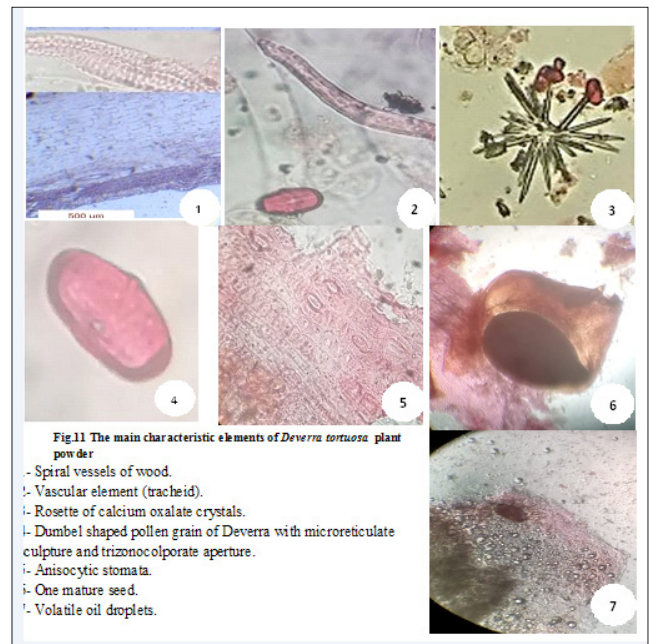 1
500 um
2
3
4
5
6
7
Fig.11 The main characteristic elements of Deverra tortuosa plant
powder
- Spiral vessels of wood.
- Vascular element (tracheid).
- Rosette of calcium oxalate crystals.
- Dumbel shaped pollen grain of Deverra with microreticulate
culpture and trizonocolporate aperture.
- Anisocytic stomata.
- One mature seed.
- Volatile oil droplets.